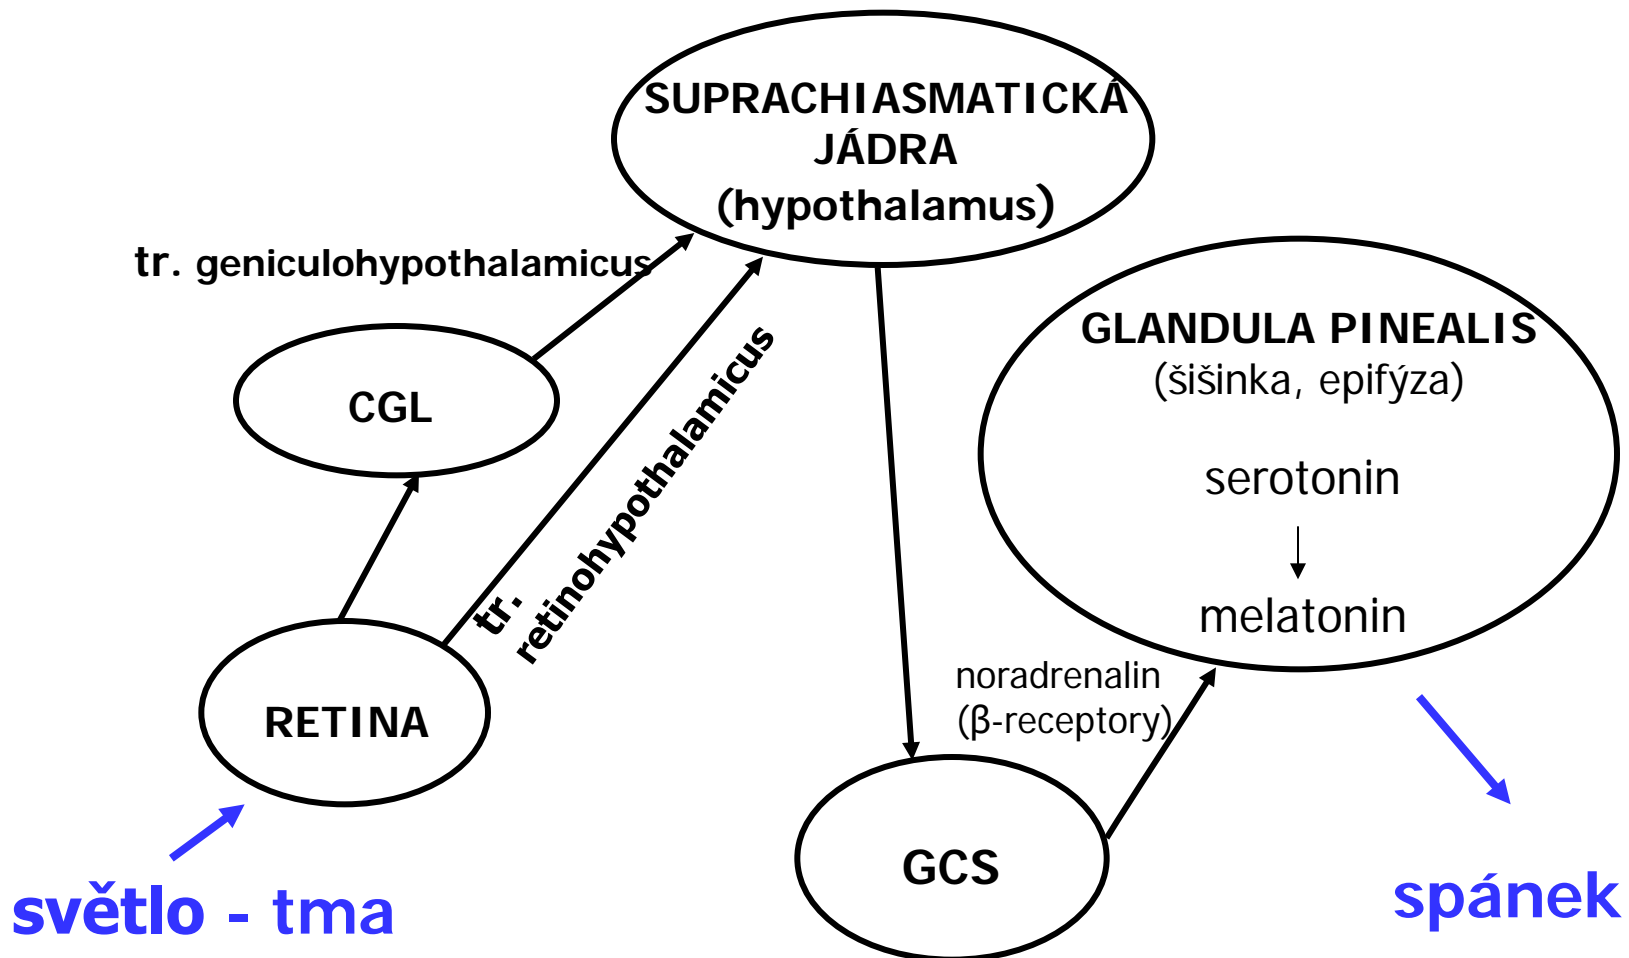 SUPRACHIASMATICKÁ
JÁDRA
(hypothalamus)
tr. geniculohypothalamicus
CGL
tr.
retinohypothalamicus
RETINA
světlo - tma
GLANDULA PINEALIS
(šišinka, epifýza)
serotonin
melatonin
noradrenalin
(β-receptory)
GCS
spánek